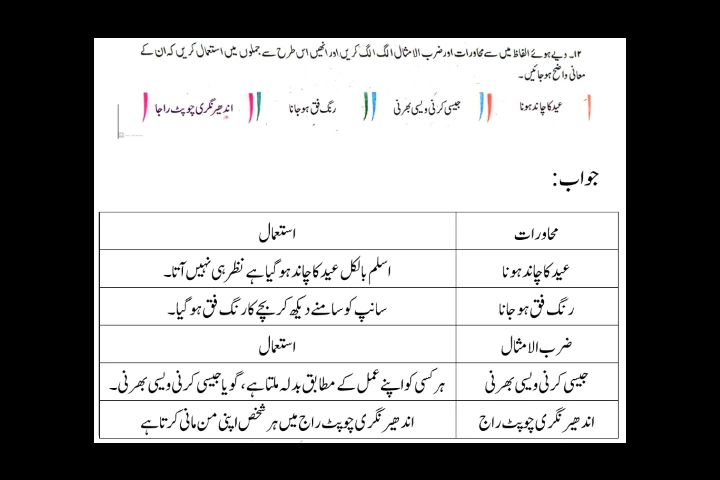 ۱۲۔ دیے ہوئے الفاظ میں سے محاورات اور ضرب الامثال الگ الگ کریں اور انھیں اس طرح سے جملوں میں استعمال کریں کہ ان کے
معانی واضح ہو جائیں۔
عید کا چاند ہونا جیسی کرنی ویسی بھرنی رنگ فق ہو جانا اندھیر نگری چوپٹ راجا
جواب:
محاورات استعمال
عید کا چاند ہونا اسلم بالکل عید کا چاند ہو گیا ہے نظر ہی نہیں آتا۔
رنگ فق ہو جانا سانپ کو سامنے دیکھ کر بچے کا رنگ فق ہو گیا۔
ضرب الامثال استعمال
جیسی کرنی ویسی بھرنی ہر کسی کو اپنے عمل کے مطابق بدلہ ملتا ہے، گویا جیسی کرنی ویسی بھرنی۔
اندھیر نگری چوپٹ راج اندھیر نگری چوپٹ راج میں ہر شخص اپنی من مانی کرتا ہے